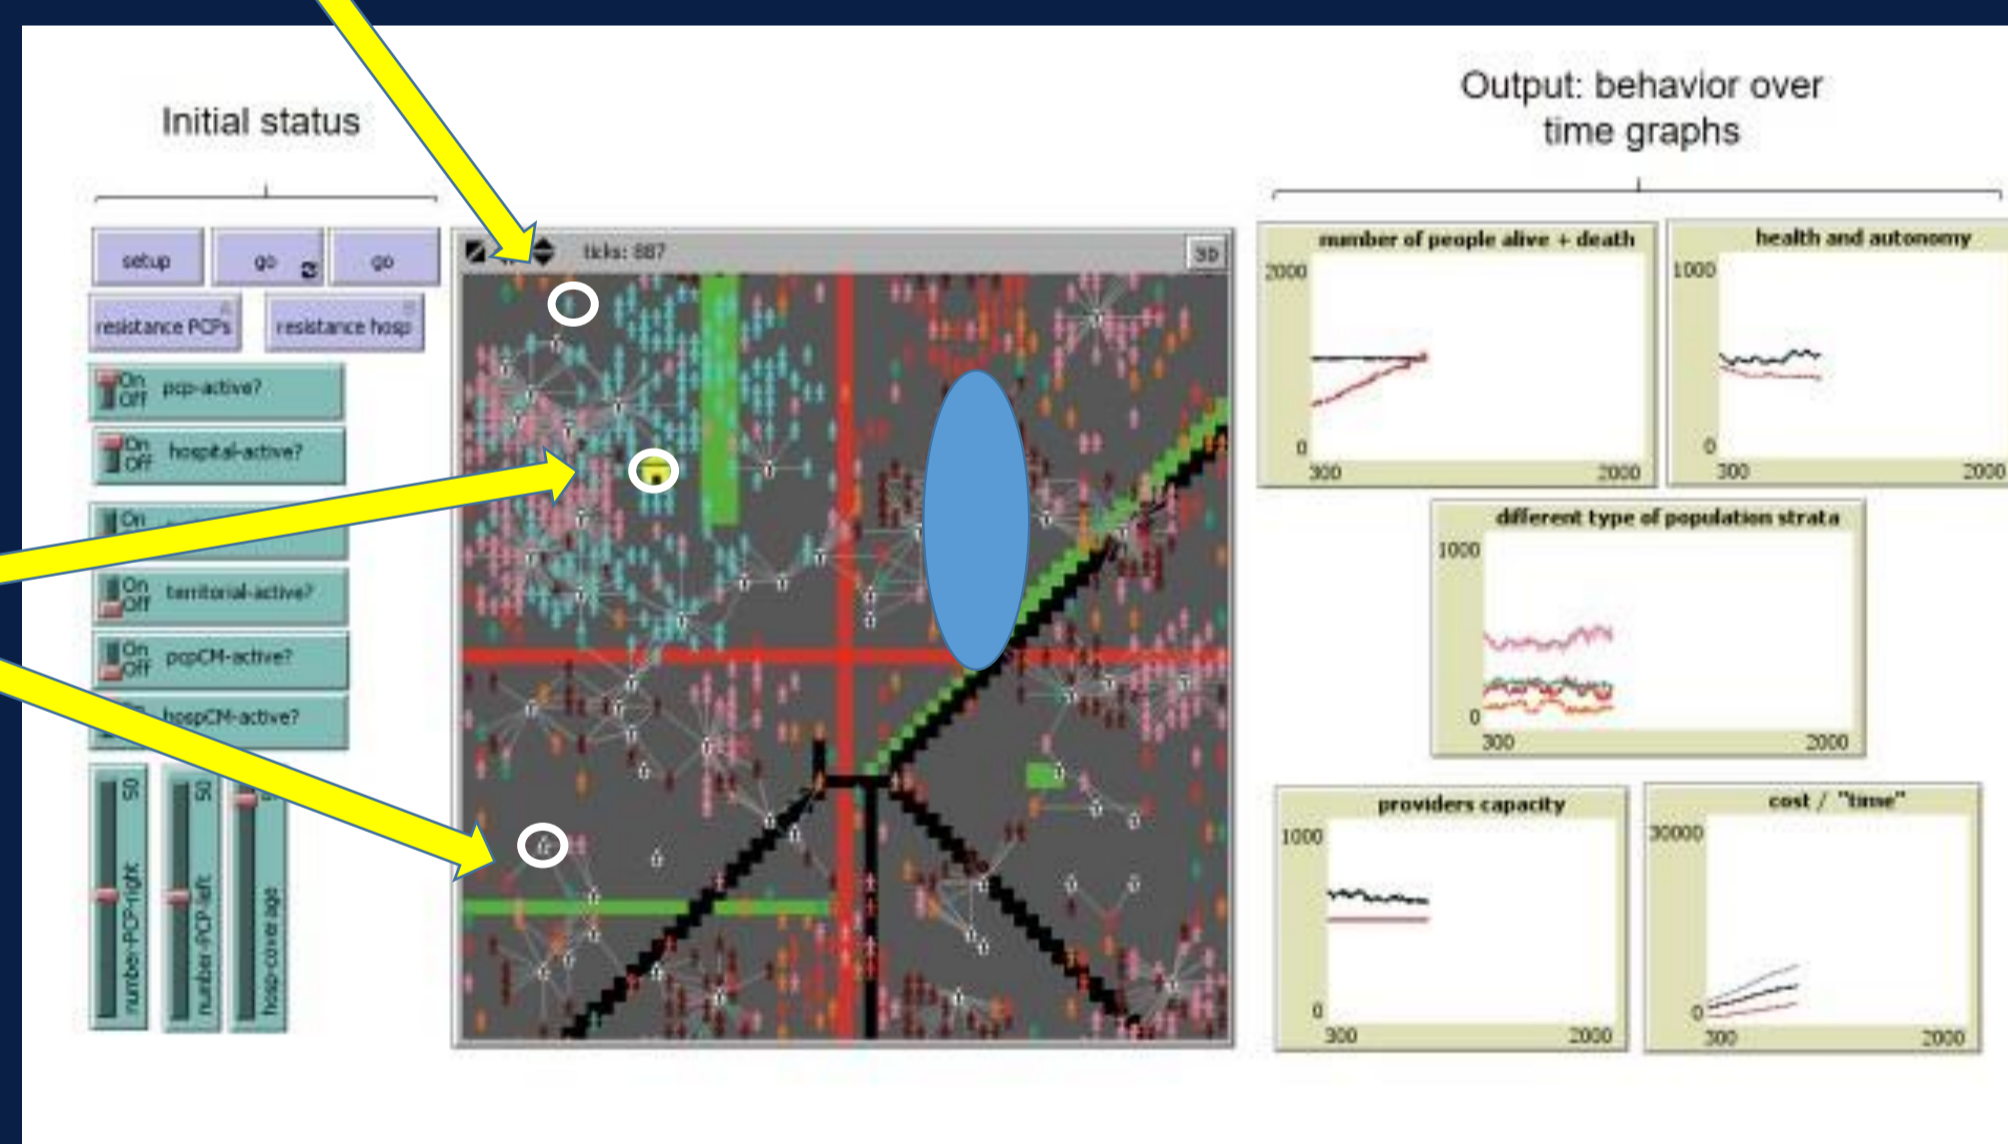 Initial status
Output: behavior over
time graphs
setup
go
go
resistance PCPs
A
resistance hosp
On
Off
pcp-active?
On
Off
hospital-active?
On
On
Off
territorial-active?
On
Off
pcpCM-active?
hospCM-active?
50
number-PCP-right
50
number-PCP-left
hosp-coverage
ticks: 887
3D
number of people alive + death
2000
0
300
2000
health and autonomy
1000
0
300
2000
different type of population strata
1000
0
300
2000
providers capacity
1000
0
300
2000
cost / "time"
30000
0
300
2000